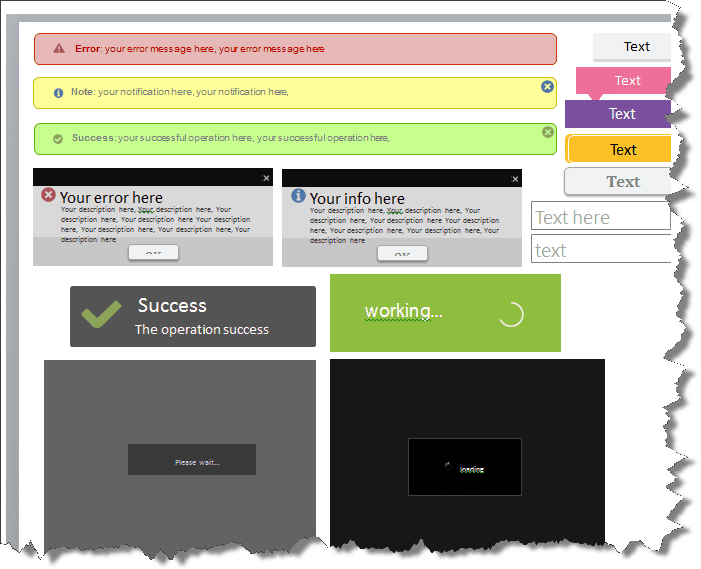 Error: your error message here, your error message here
Text
Text
Note: your notification here, your notification here,
Text
Success: your successful operation here, your successful operation here,
Text
Text
Your error here
Your description here, Your description here, Your
description here, Your description here Your description
here, Your description here, Your description here, Your
description here
OK
Your info here
Your description here, Your description here, Your
description here, Your description here Your description
here, Your description here, Your description here, Your
description here
OK
Text here
text
Success
The operation success
working...
Please wait...
loading